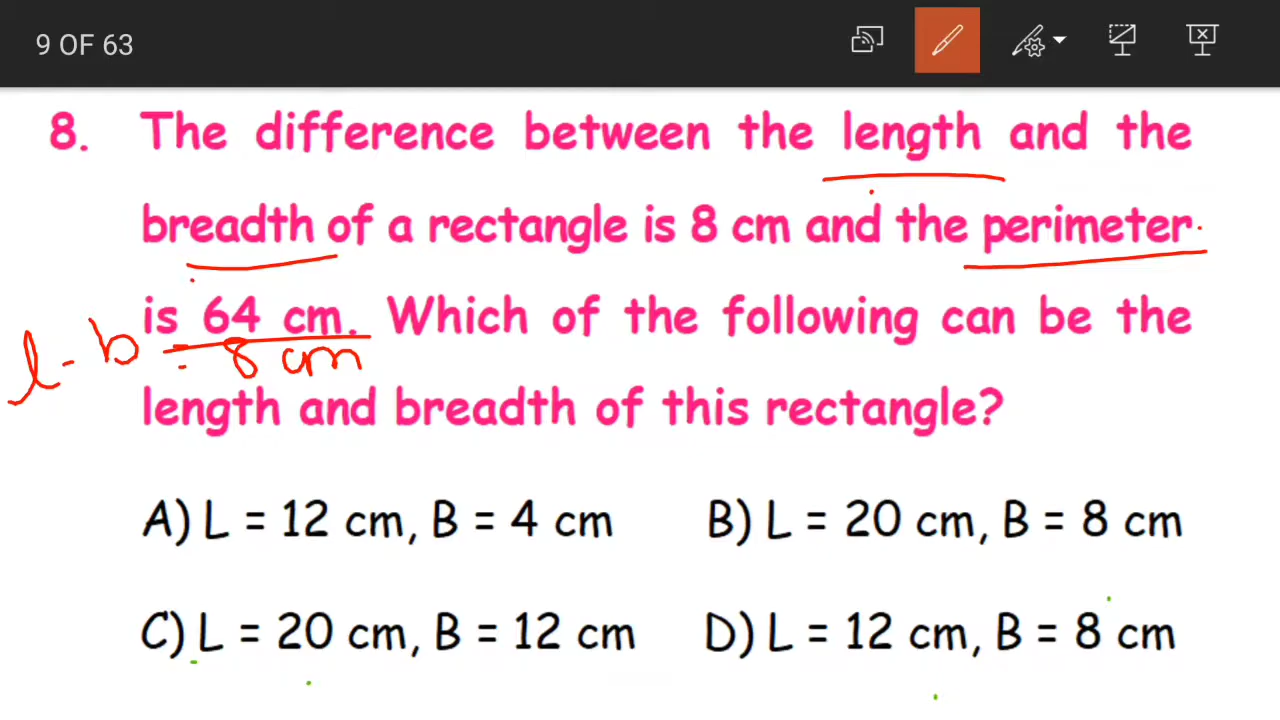 9 OF 63
8. The difference between the length and the
breadth of a rectangle is 8 cm and the perimeter
is 64 cm. Which of the following can be the
l - b = 8 cm
length and breadth of this rectangle?
A) L = 12 cm, B = 4 cm B) L = 20 cm, B = 8 cm
C) L = 20 cm, B = 12 cm D) L = 12 cm, B = 8 cm